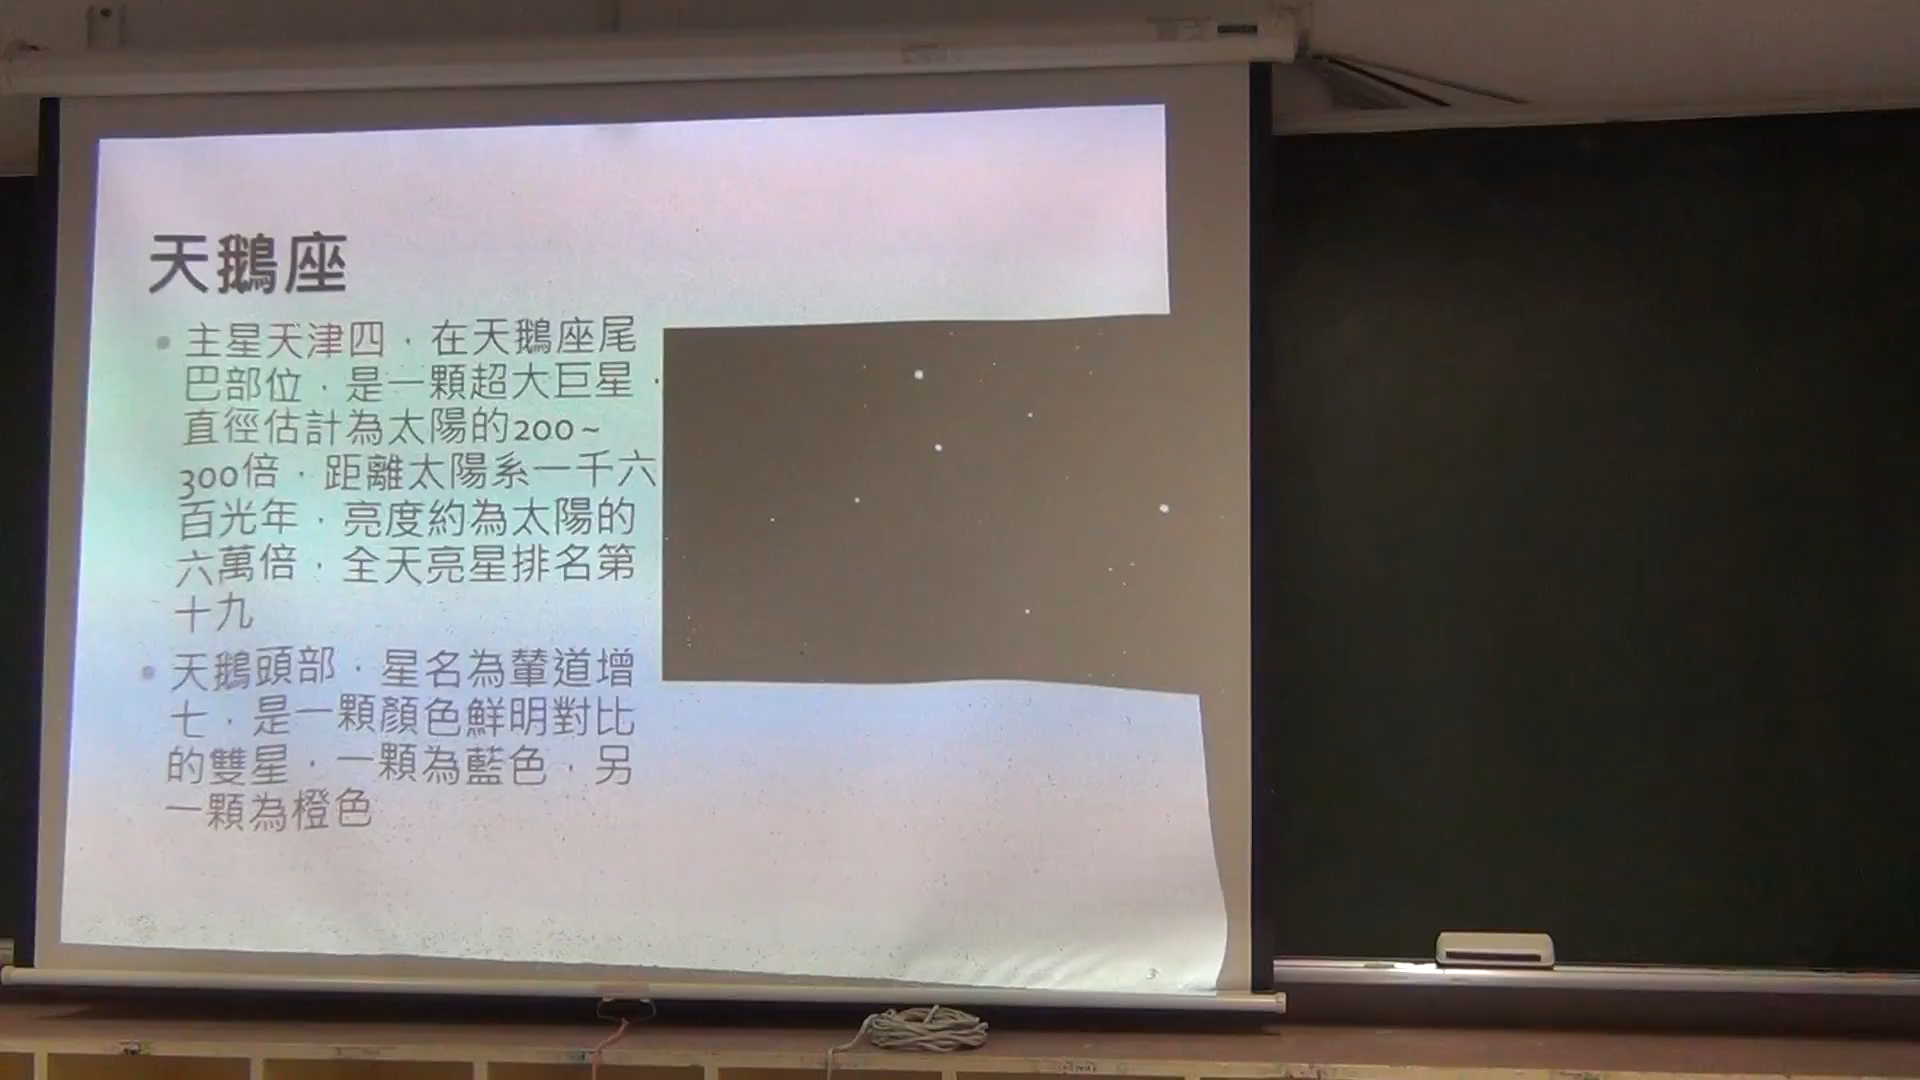 天鵝座
主星天津四，在天鵝座尾
巴部位，是一顆超大巨星
直徑估計為太陽的200~
300倍，距離太陽系一千六
百光年，亮度約為太陽的
六萬倍，全天亮星排名第
十九
天鵝頭部，星名為輦道增
七，是一顆顏色鮮明對比
的雙星，一顆為藍色，另
一顆為橙色
3